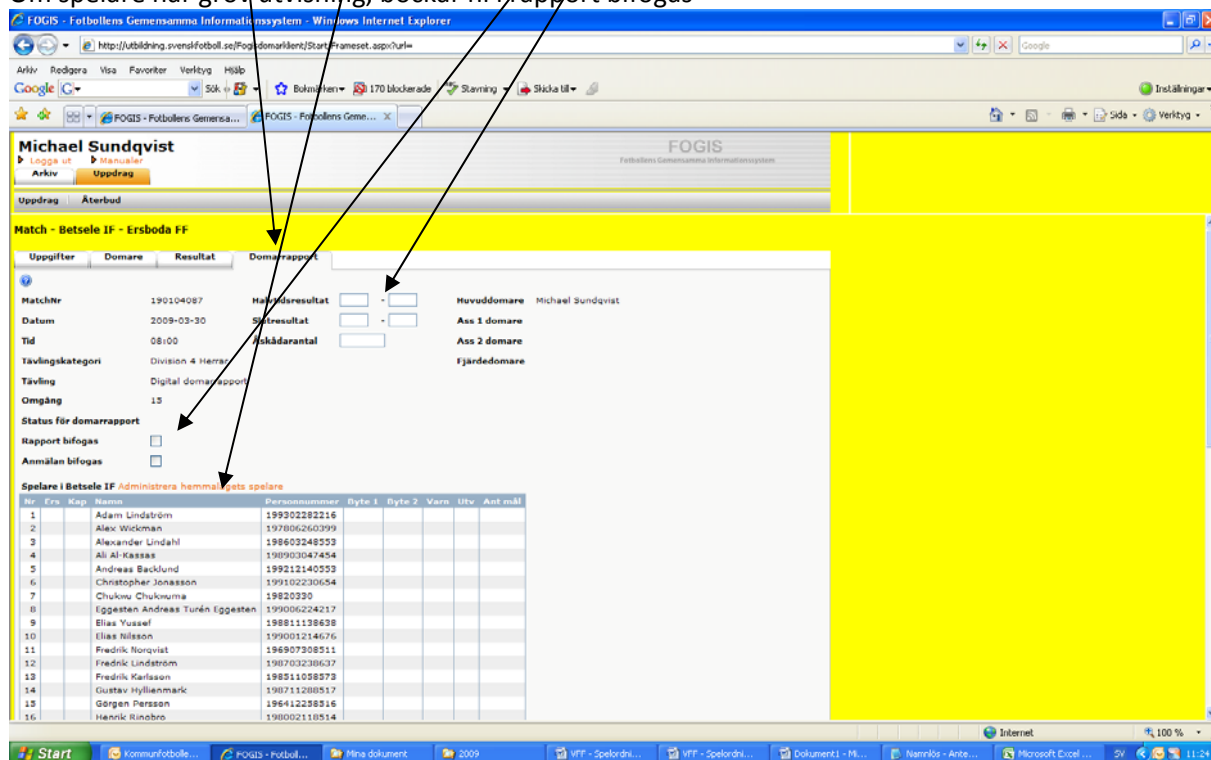 Om spelare har grov utvisning, bockar ni i rapport bifogas
FOGIS - Fotbollens Gemensamma Informationssystem - Windows Internet Explorer
http://utbildning.svenskfotboll.se/Fogisdomarklient/Start/Frameset.aspx?url=
Google
Arkiv Redigera Visa Favoriter Verktyg Hjälp
Google G Sök Bokmärken 170 blockerade Stavning Skicka till Inställningar
FOGIS - Fotbollens Gemensa... FOGIS - Fotbollens Geme... X Sida Verktyg
Michael Sundqvist FOGIS
Logga ut Manualer Fotbollens Gemensamma Informationssystem
Arkiv Uppdrag
Uppdrag Återbud
Match - Betsele IF - Ersboda FF
Uppgifter Domare Resultat Domarrapport
MatchNr 190104087 Halvtidsresultat - Huvuddomare Michael Sundqvist
Datum 2009-03-30 Slutresultat - Ass 1 domare
Tid 08:00 Åskådarantal Ass 2 domare
Tävlingskategori Division 4 Herrar Fjärdedomare
Tävling Digital domarrapport
Omgång 15
Status för domarrapport
Rapport bifogas
Anmälan bifogas
Spelare i Betsele IF Administrera hemmalagets spelare
Nr Ers Kap Namn Personnummer Byte 1 Byte 2 Varn Utv Ant mål
1 Adam Lindström 199302282216
2 Alex Wickman 197806260399
3 Alexander Lindahl 198603248553
4 Ali Al-Kassas 198903047454
5 Andreas Backlund 199212140553
6 Christopher Jonasson 199102230654
7 Chukwu Chukwuma 19820330
8 Eggesten Andreas Turén Eggesten 199006224217
9 Elias Yussef 198811138638
10 Elias Nilsson 199001214676
11 Fredrik Norqvist 196907308511
12 Fredrik Lindström 198703238637
13 Fredrik Karlsson 198511058573
14 Gustav Hyllienmark 198711288517
15 Görgen Persson 196412258516
16 Henrik Ringbro 198002118514
Internet 100 %
Start Kommunfotbolle... FOGIS - Fotboll... Mina dokument 2009 VFF - Spelordni... VFF - Spelordni... Dokument1 - Mi... Namnlös - Ante... Microsoft Excel ... SV 11:24